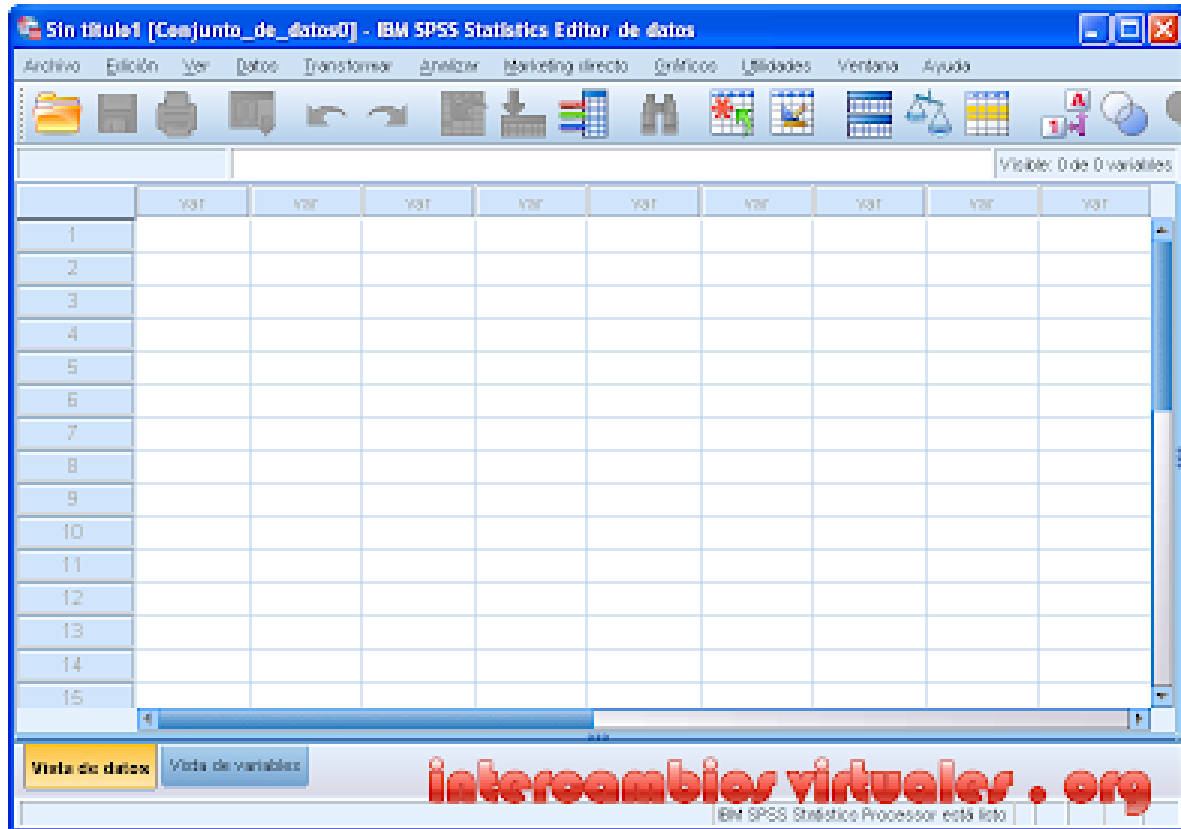 Sin título1 [Conjunto_de_datos0] - IBM SPSS Statistics Editor de datos
Archivo Edición Ver Datos Transformar Analizar Marketing directo Gráficos Utilidades Ventana Ayuda
A
1
Visible: 0 de 0 variables
var var var var var var var var var
1
2
3
4
5
6
7
8
9
10
11
12
13
14
15
Vista de datos Vista de variables
intercambios virtuales . org
IBM SPSS Statistics Processor está listo